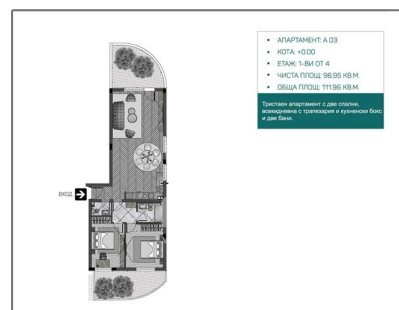 • АПАРТАМЕНТ: А 03
• КОТА: +0.00
• ЕТАЖ: 1-ВИ ОТ 4
• ЧИСТА ПЛОЩ: 96.95 КВ.М.
• ОБЩА ПЛОЩ: 111.96 КВ.М.
Тристаен апартамент с две спални,
всекидневна с трапезария и кухненски бокс
и две бани.
ВХОД